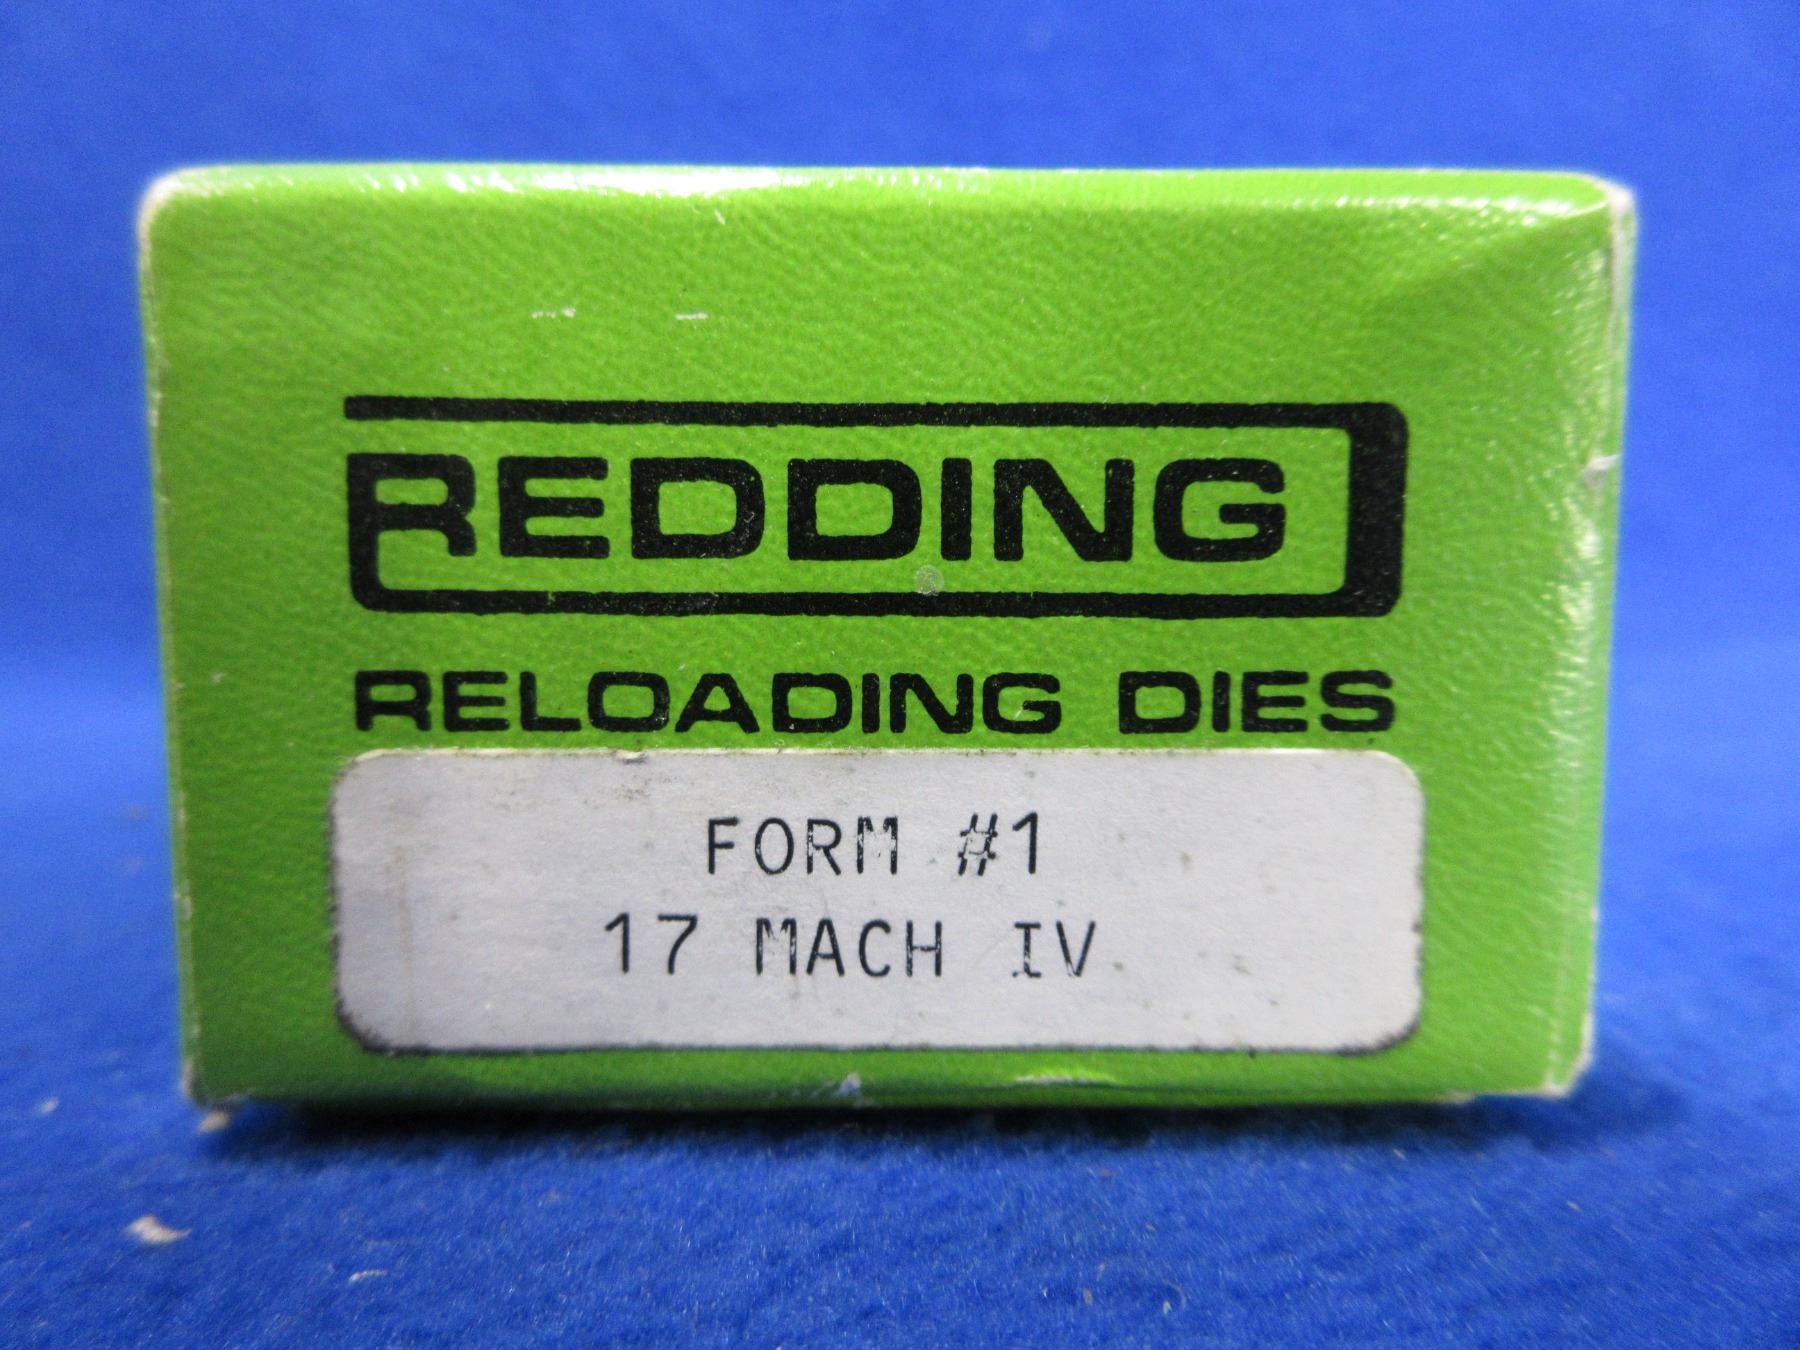 REDDING
RELOADING DIES
FORM #1
17 MACH IV